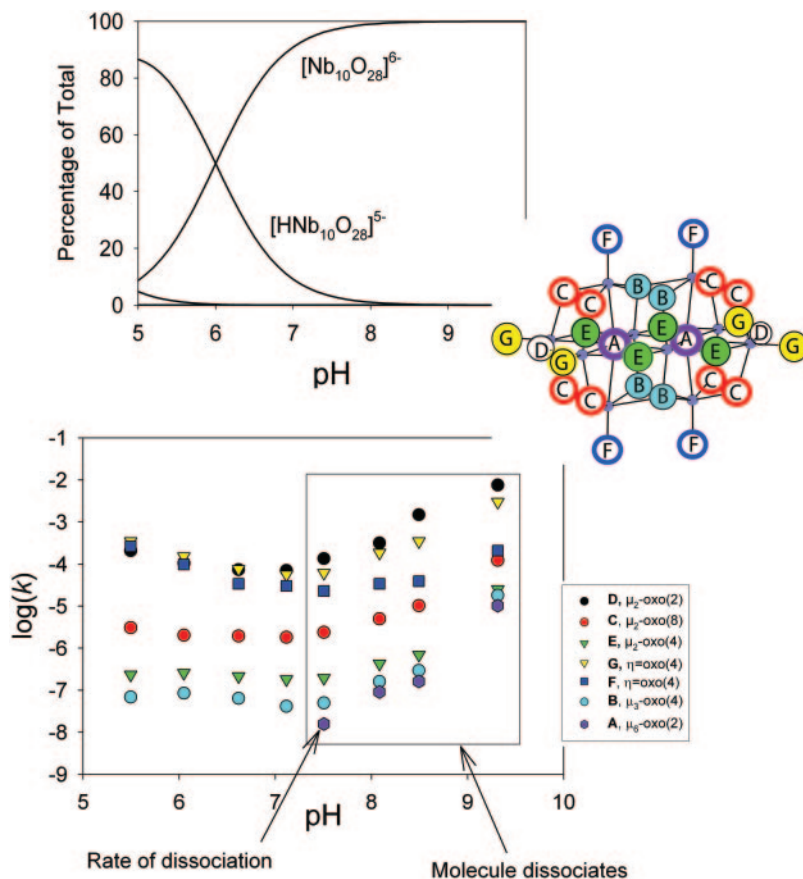 100
80
60
40
20
0
Percentage of Total
[Nb10O28]6-
[HNb10O28]5-
5 6 7 8 9
pH
F F
C B C
C B C
G E E G
D A A D
G E E G
C B C
C B C
F F
-1
-2
-3
-4
-5
-6
-7
-8
-9
log(k)
5 6 7 8 9 10
pH
D, μ2-oxo(2)
C, μ2-oxo(8)
E, μ2-oxo(4)
G, η=oxo(4)
F, η=oxo(4)
B, μ3-oxo(4)
A, μ6-oxo(2)
Rate of dissociation
Molecule dissociates